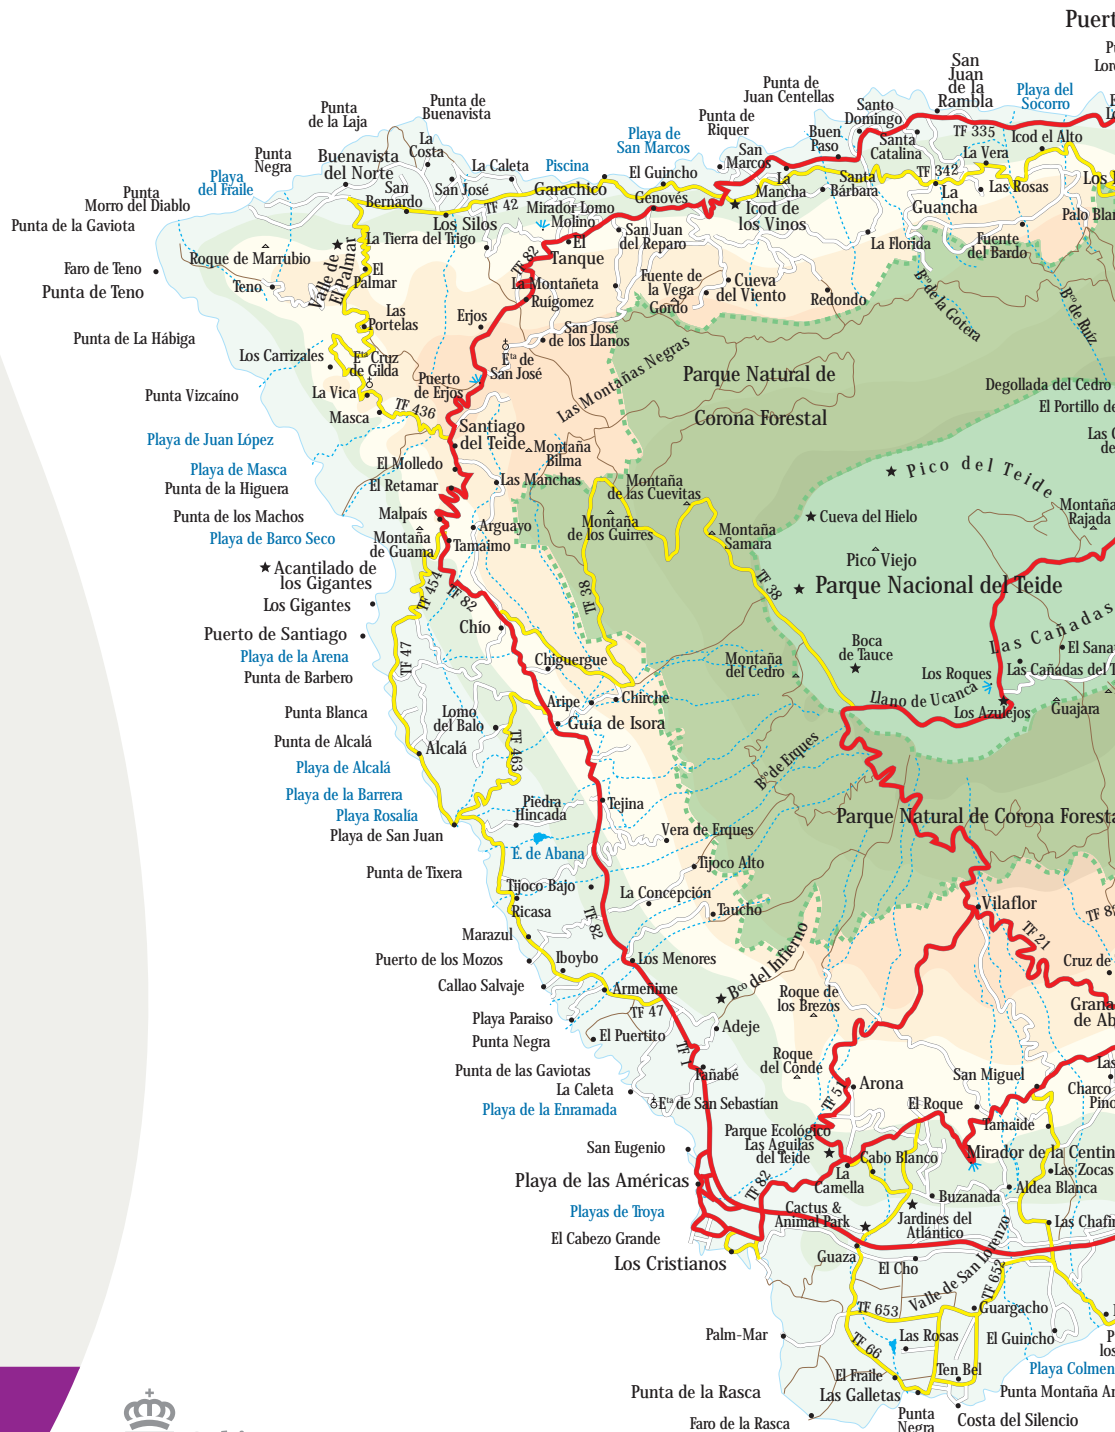 Puert
San
Juan
de la
Rambla
Playa del
Socorro
Punta de
Juan Centellas
Santo
Domingo
Punta
de la Laja
Punta de
Buenavista
Punta de
Riquer
Playa de
San Marcos
Buen
Paso
Santa
Catalina
TF 335
Icod el Alto
La
Costa
Punta
Negra
Buenavista
del Norte
La Caleta
Piscina
El Guincho
San
Marcos
La Vera
TF 342
Playa
del Fraile
San
Bernardo
San José
Garachico
Genovés
La
Mancha
Santa
Bárbara
Las Rosas
Punta
Morro del Diablo
Punta de la Gaviota
TF 42
Los Silos
Mirador Lomo
Molino
Icod de
los Vinos
La
Guancha
La Tierra del Trigo
El
Tanque
San Juan
del Reparo
La Florida
Fuente
del Bardo
Roque de Marrubio
Valle de
El Palmar
El
Palmar
TF 82
Faro de Teno
Punta de Teno
Teno
La Montañeta
Ruigomez
Fuente de
la Vega
Gordo
Cueva
del Viento
Redondo
Bco de la Gotera
Bco de Ruíz
Las
Portelas
Erjos
San José
de los Llanos
Punta de La Hábiga
Los Carrizales
Eta Cruz
de Gilda
Eta de
San José
Las Montañas Negras
Parque Natural de
Corona Forestal
Degollada del Cedro
El Portillo de
Punta Vizcaíno
La Vica
Masca
Puerto
de Erjos
TF 436
Santiago
del Teide
Montaña
Bilma
Playa de Juan López
Playa de Masca
Punta de la Higuera
Punta de los Machos
Playa de Barco Seco
El Molledo
El Retamar
Las Manchas
Malpaís
Montaña
de Guama
Arguayo
Tamaimo
Montaña
de las Cuevitas
Montaña
de los Guirres
Montaña
Samara
Pico del Teide
Cueva del Hielo
Pico Viejo
Montaña
Rajada
Acantilado de
los Gigantes
Los Gigantes
TF 454
TF 82
TF 38
TF 38
Parque Nacional del Teide
Puerto de Santiago
Playa de la Arena
Punta de Barbero
TF 47
Chío
Chiguergue
Montaña
del Cedro
Boca
de Tauce
Las Cañadas
El Sana
Las Cañadas del T
Los Roques
Llano de Ucanca
Los Azulejos
Guajara
Aripe
Chirche
Guía de Isora
Punta Blanca
Punta de Alcalá
Lomo
del Balo
Alcalá
TF 463
Playa de Alcalá
Playa de la Barrera
Playa Rosalía
Playa de San Juan
Piedra
Hincada
Tejina
Bco de Erques
Parque Natural de Corona Foresta
E. de Abana
Vera de Erques
Tijoco Alto
Punta de Tixera
Tijoco Bajo
La Concepción
Taucho
Ricasa
TF 82
Vilaflor
TF 21
Marazul
Puerto de los Mozos
Iboybo
Los Menores
Callao Salvaje
Armeñime
Bco del Infierno
Roque de
los Brezos
Cruz de
Grana
de Ab
Playa Paraiso
Punta Negra
TF 47
El Puertito
Adeje
Punta de las Gaviotas
La Caleta
Playa de la Enramada
TF 1
Fañabé
Eta de San Sebastían
Roque
del Conde
TF 51
Arona
San Miguel
Charco
Pino
El Roque
Tamaide
San Eugenio
Parque Ecológico
Las Aguilas
del Teide
Cabo Blanco
Mirador de la Centin
Las Zocas
Playa de las Américas
TF 82
La
Camella
Buzanada
Aldea Blanca
Playas de Troya
El Cabezo Grande
Los Cristianos
Cactus &
Animal Park
Jardines del
Atlántico
Las Chafir
Guaza
El Cho
Valle de San Lorenzo
TF 652
TF 653
Guargacho
Palm-Mar
TF 66
Las Rosas
El Guincho
El Fraile
Ten Bel
Playa Colmen
Punta de la Rasca
Las Galletas
Punta Montaña Am
Faro de la Rasca
Punta
Negra
Costa del Silencio